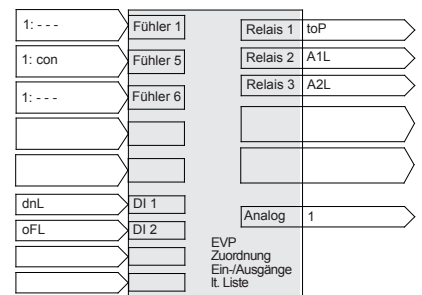 1: - - - Fühler 1 Relais 1 toP
1: con Fühler 5 Relais 2 A1L
1: - - - Fühler 6 Relais 3 A2L
dnL DI 1
Analog 1
oFL DI 2
EVP
Zuordnung
Ein-/Ausgänge
lt. Liste